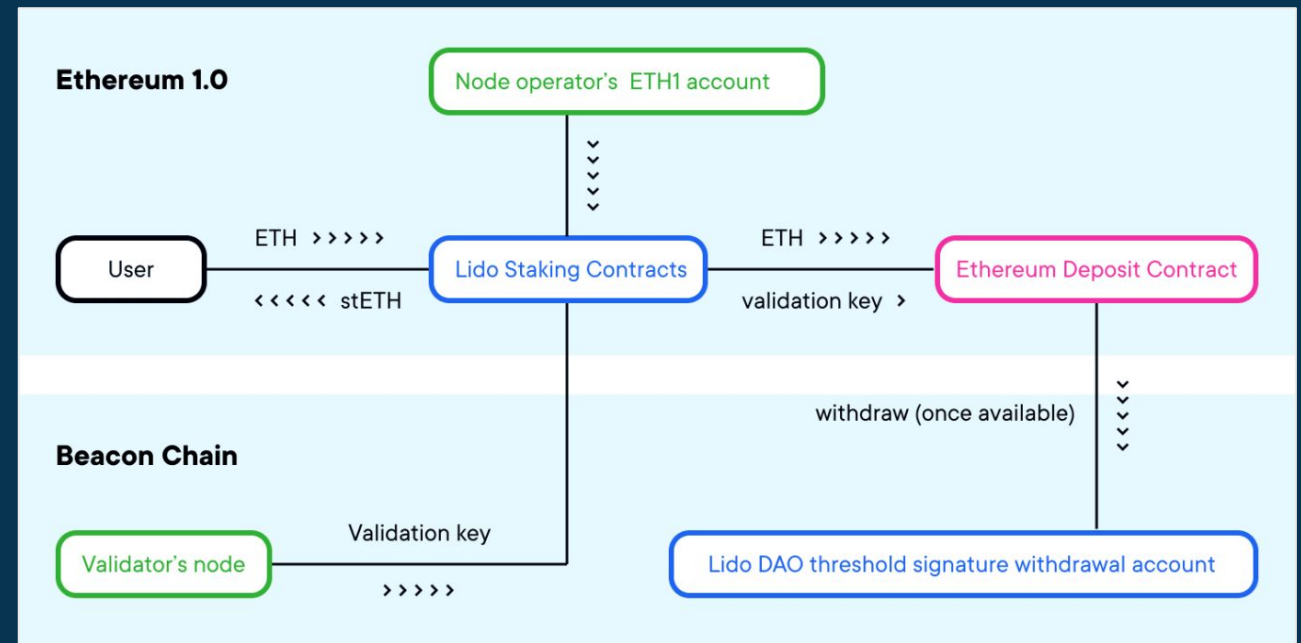 Ethereum 1.0
Node operator's ETH1 account
ETH >>>>>
ETH >>>>>
User
Lido Staking Contracts
Ethereum Deposit Contract
<<<<< stETH
validation key >
withdraw (once available)
Beacon Chain
Validation key
Validator's node
>>>>>
Lido DAO threshold signature withdrawal account